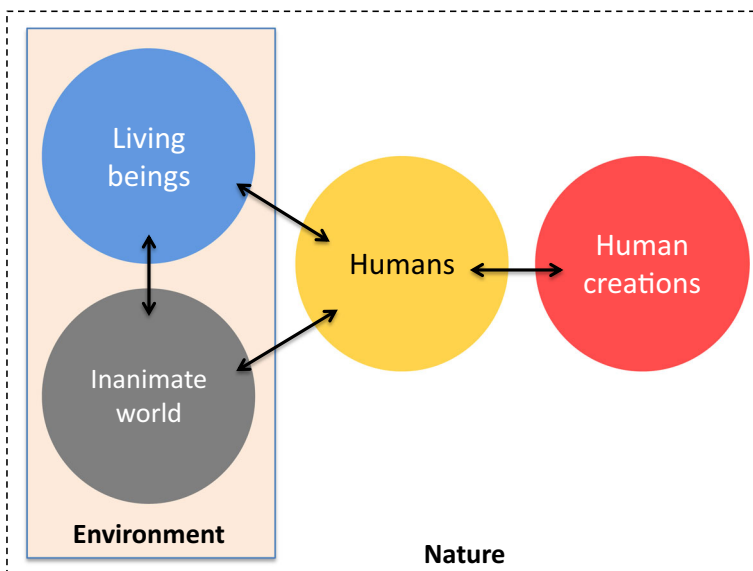 Living
beings
Humans
Human
creations
Inanimate
world
Environment
Nature